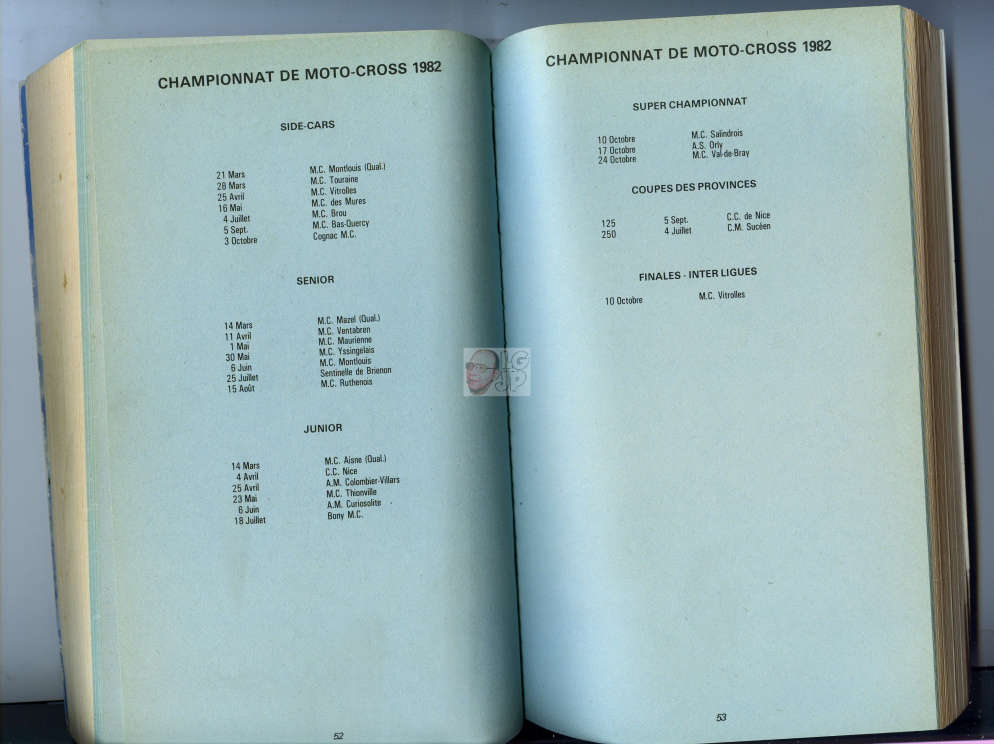 CHAMPIONNAT DE MOTO-CROSS 1982
SIDE-CARS
21 Mars M.C. Montlouis (Qual.)
28 Mars M.C. Touraine
25 Avril M.C. Vitrolles
16 Mai M.C. des Mures
4 Juillet M.C. Brou
5 Sept. M.C. Bas-Quercy
3 Octobre Cognac M.C.
SENIOR
14 Mars M.C. Mazel (Qual.)
11 Avril M.C. Ventabren
1 Mai M.C. Maurienne
30 Mai M.C. Yssingelais
6 Juin M.C. Montlouis
25 Juillet Sentinelle de Brienon
15 Août M.C. Ruthenois
JUNIOR
14 Mars M.C. Aisne (Qual.)
4 Avril C.C. Nice
25 Avril A.M. Colombier-Villars
23 Mai M.C. Thionville
6 Juin A.M. Curiosolite
18 Juillet Bony M.C.
52
CHAMPIONNAT DE MOTO-CROSS 1982
SUPER CHAMPIONNAT
10 Octobre M.C. Salindrois
17 Octobre A.S. Orly
24 Octobre M.C. Val-de-Bray
COUPES DES PROVINCES
125 5 Sept. C.C. de Nice
250 4 Juillet C.M. Sucéen
FINALES - INTER LIGUES
10 Octobre M.C. Vitrolles
53